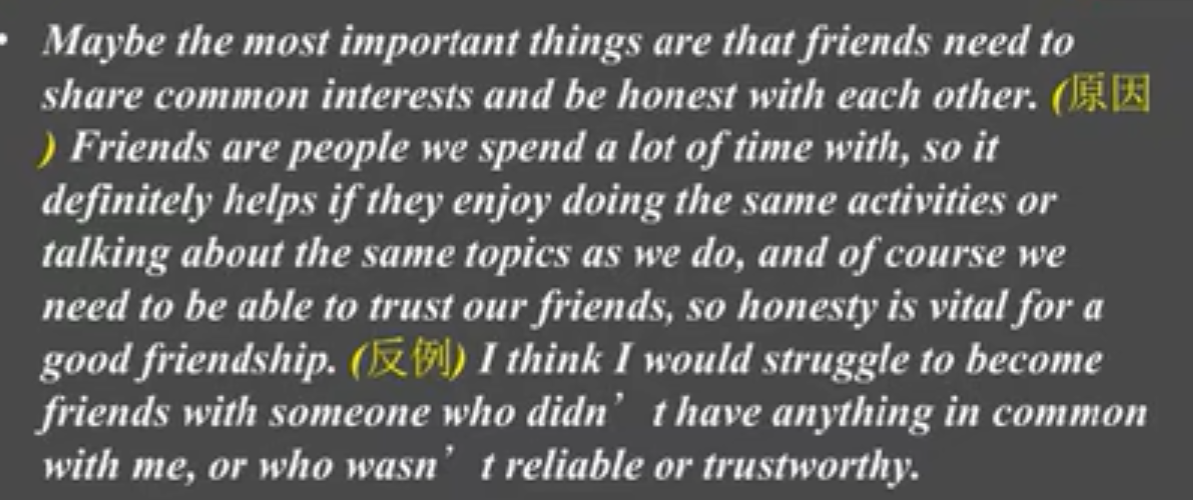 • Maybe the most important things are that friends need to
share common interests and be honest with each other. (原因
) Friends are people we spend a lot of time with, so it
definitely helps if they enjoy doing the same activities or
talking about the same topics as we do, and of course we
need to be able to trust our friends, so honesty is vital for a
good friendship. (反例) I think I would struggle to become
friends with someone who didn’ t have anything in common
with me, or who wasn’ t reliable or trustworthy.